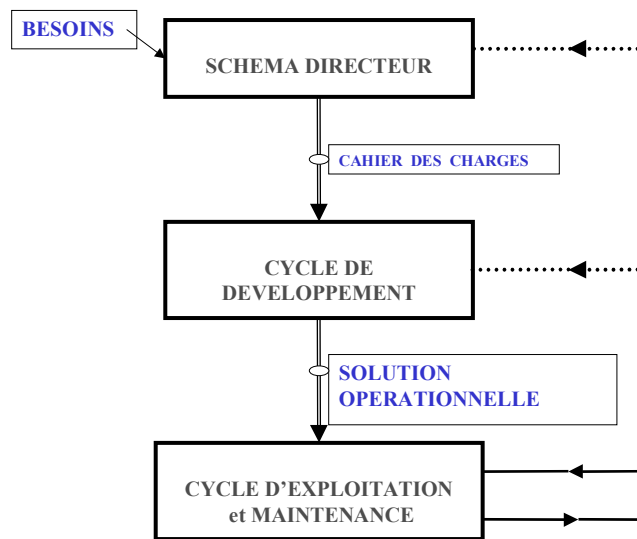 BESOINS
SCHEMA DIRECTEUR
CAHIER DES CHARGES
CYCLE DE
DEVELOPPEMENT
SOLUTION
OPERATIONNELLE
CYCLE D'EXPLOITATION
et MAINTENANCE